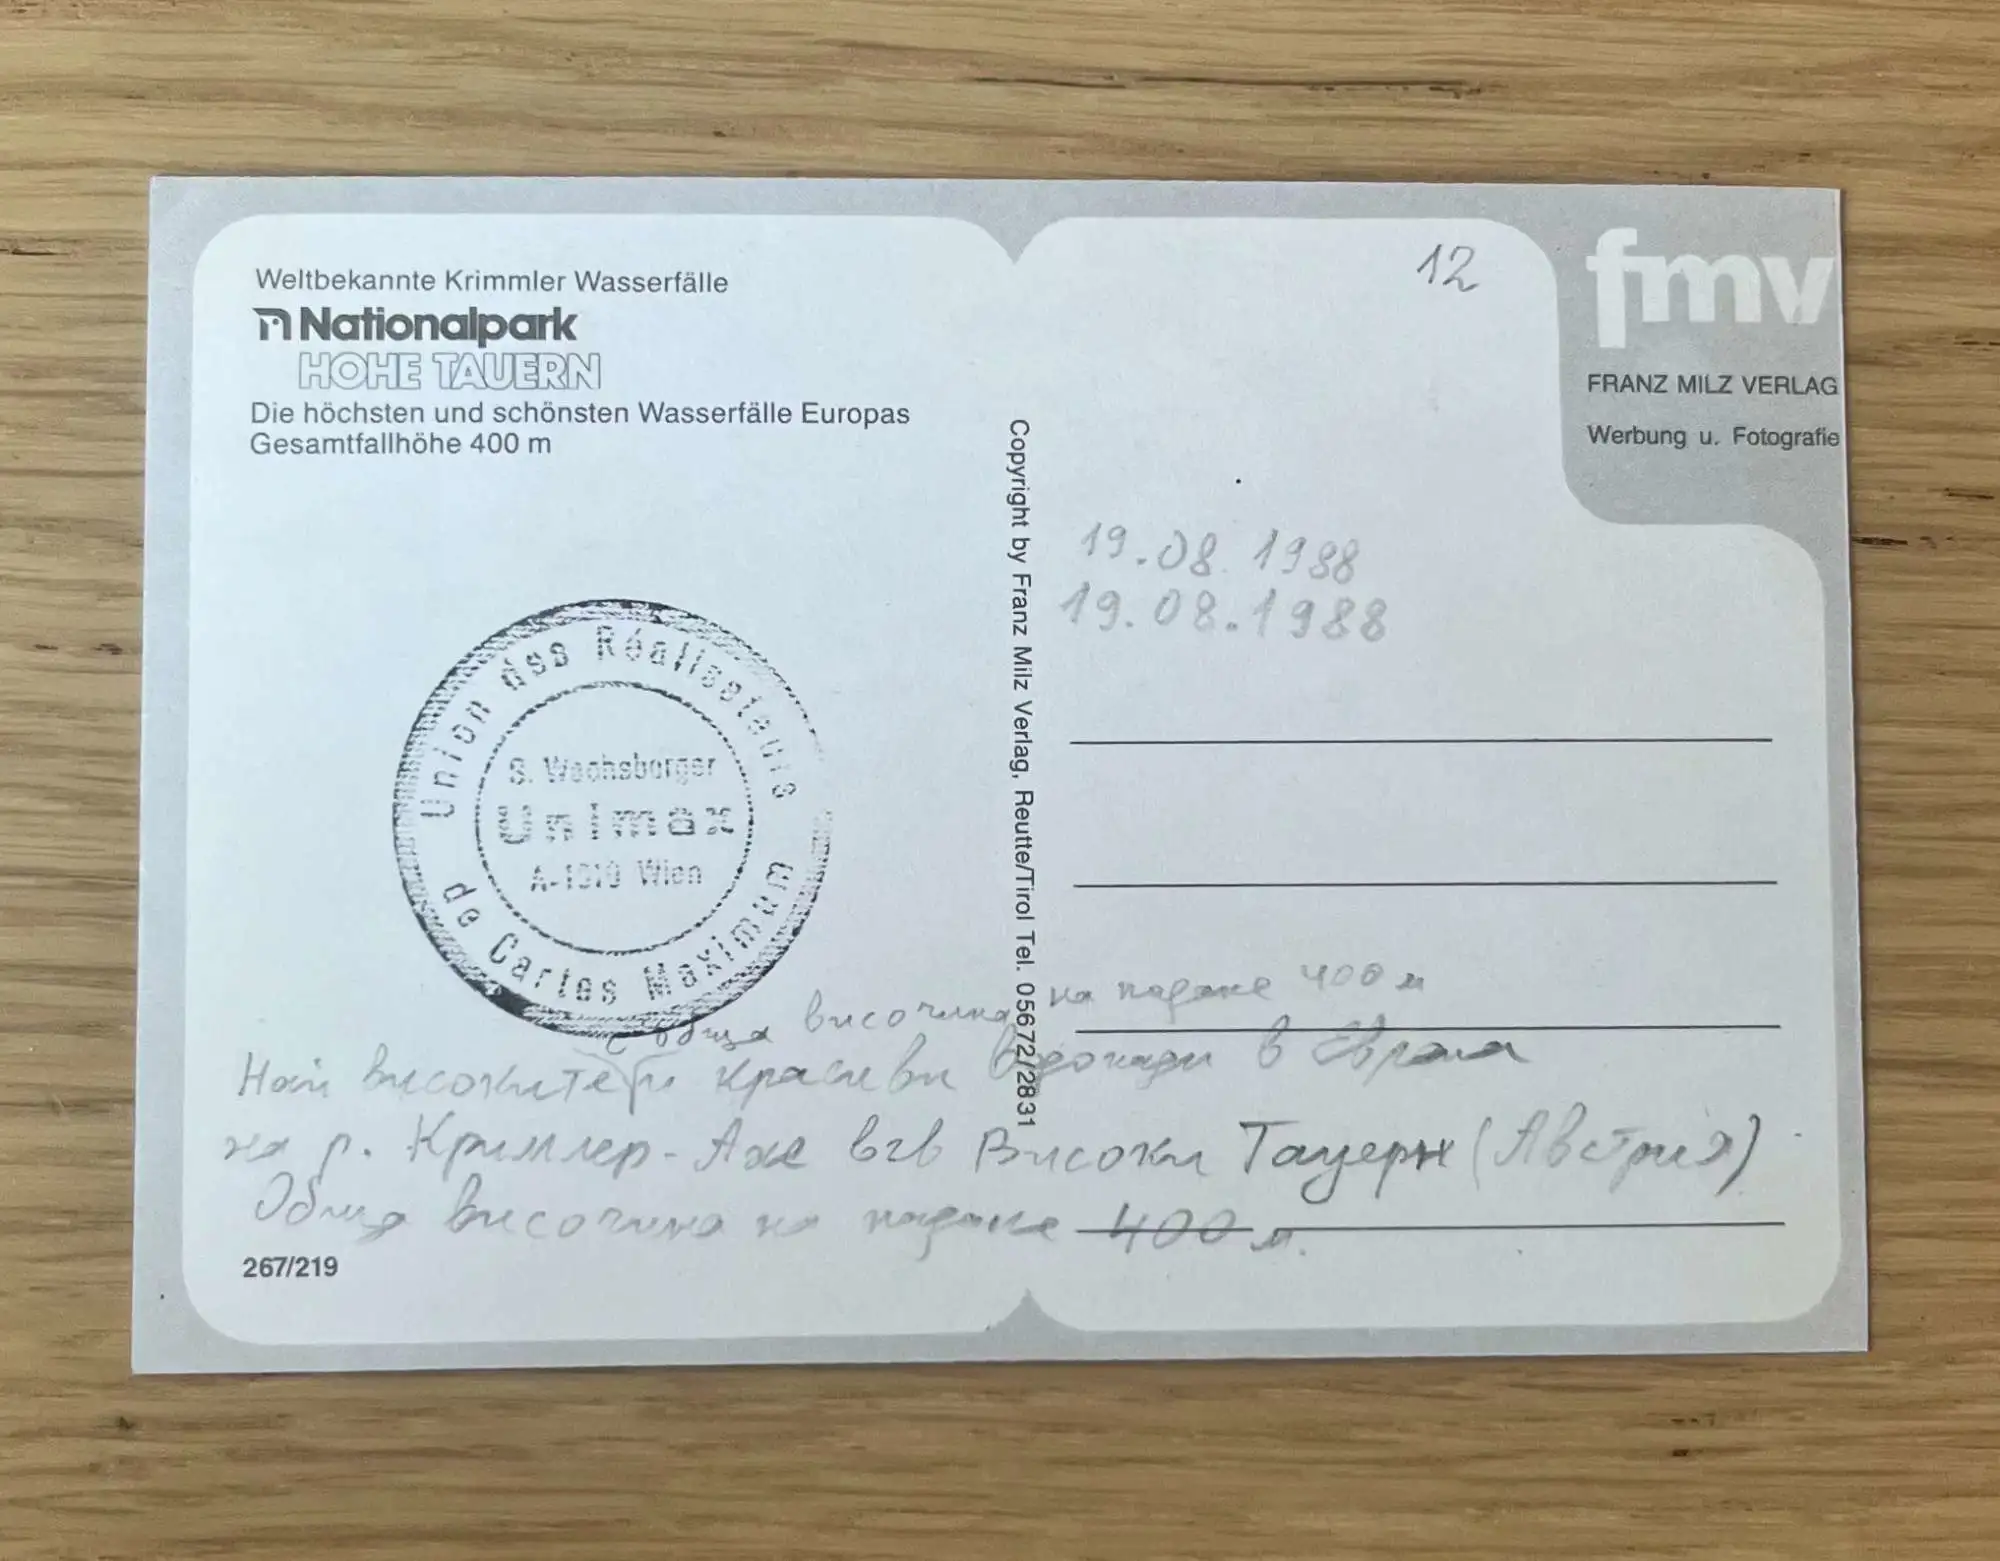 Weltbekannte Krimmler Wasserfälle
Nationalpark
HOHE TAUERN
Die höchsten und schönsten Wasserfälle Europas
Gesamtfallhöhe 400 m
12
fmv
FRANZ MILZ VERLAG
Werbung u. Fotografie
Copyright by Franz Milz Verlag, Reutte/Tirol Tel. 05672/2831
19.08.1988
19.08.1988
Union des Réalisateurs
de Cartes Maximum
S. Wachsberger
Unimax
A-1010 Wien
с обща височина на падане 400 м
Най високите и красиви водопади в Европа
на р. Кримлер-Ахе във Високи Тауерн (Австрия)
Обща височина на падане 400 м.
267/219